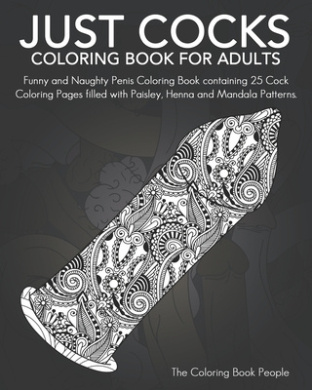 JUST COCKS
COLORING BOOK FOR ADULTS
Funny and Naughty Penis Coloring Book containing 25 Cock
Coloring Pages filled with Paisley, Henna and Mandala Patterns.
The Coloring Book People